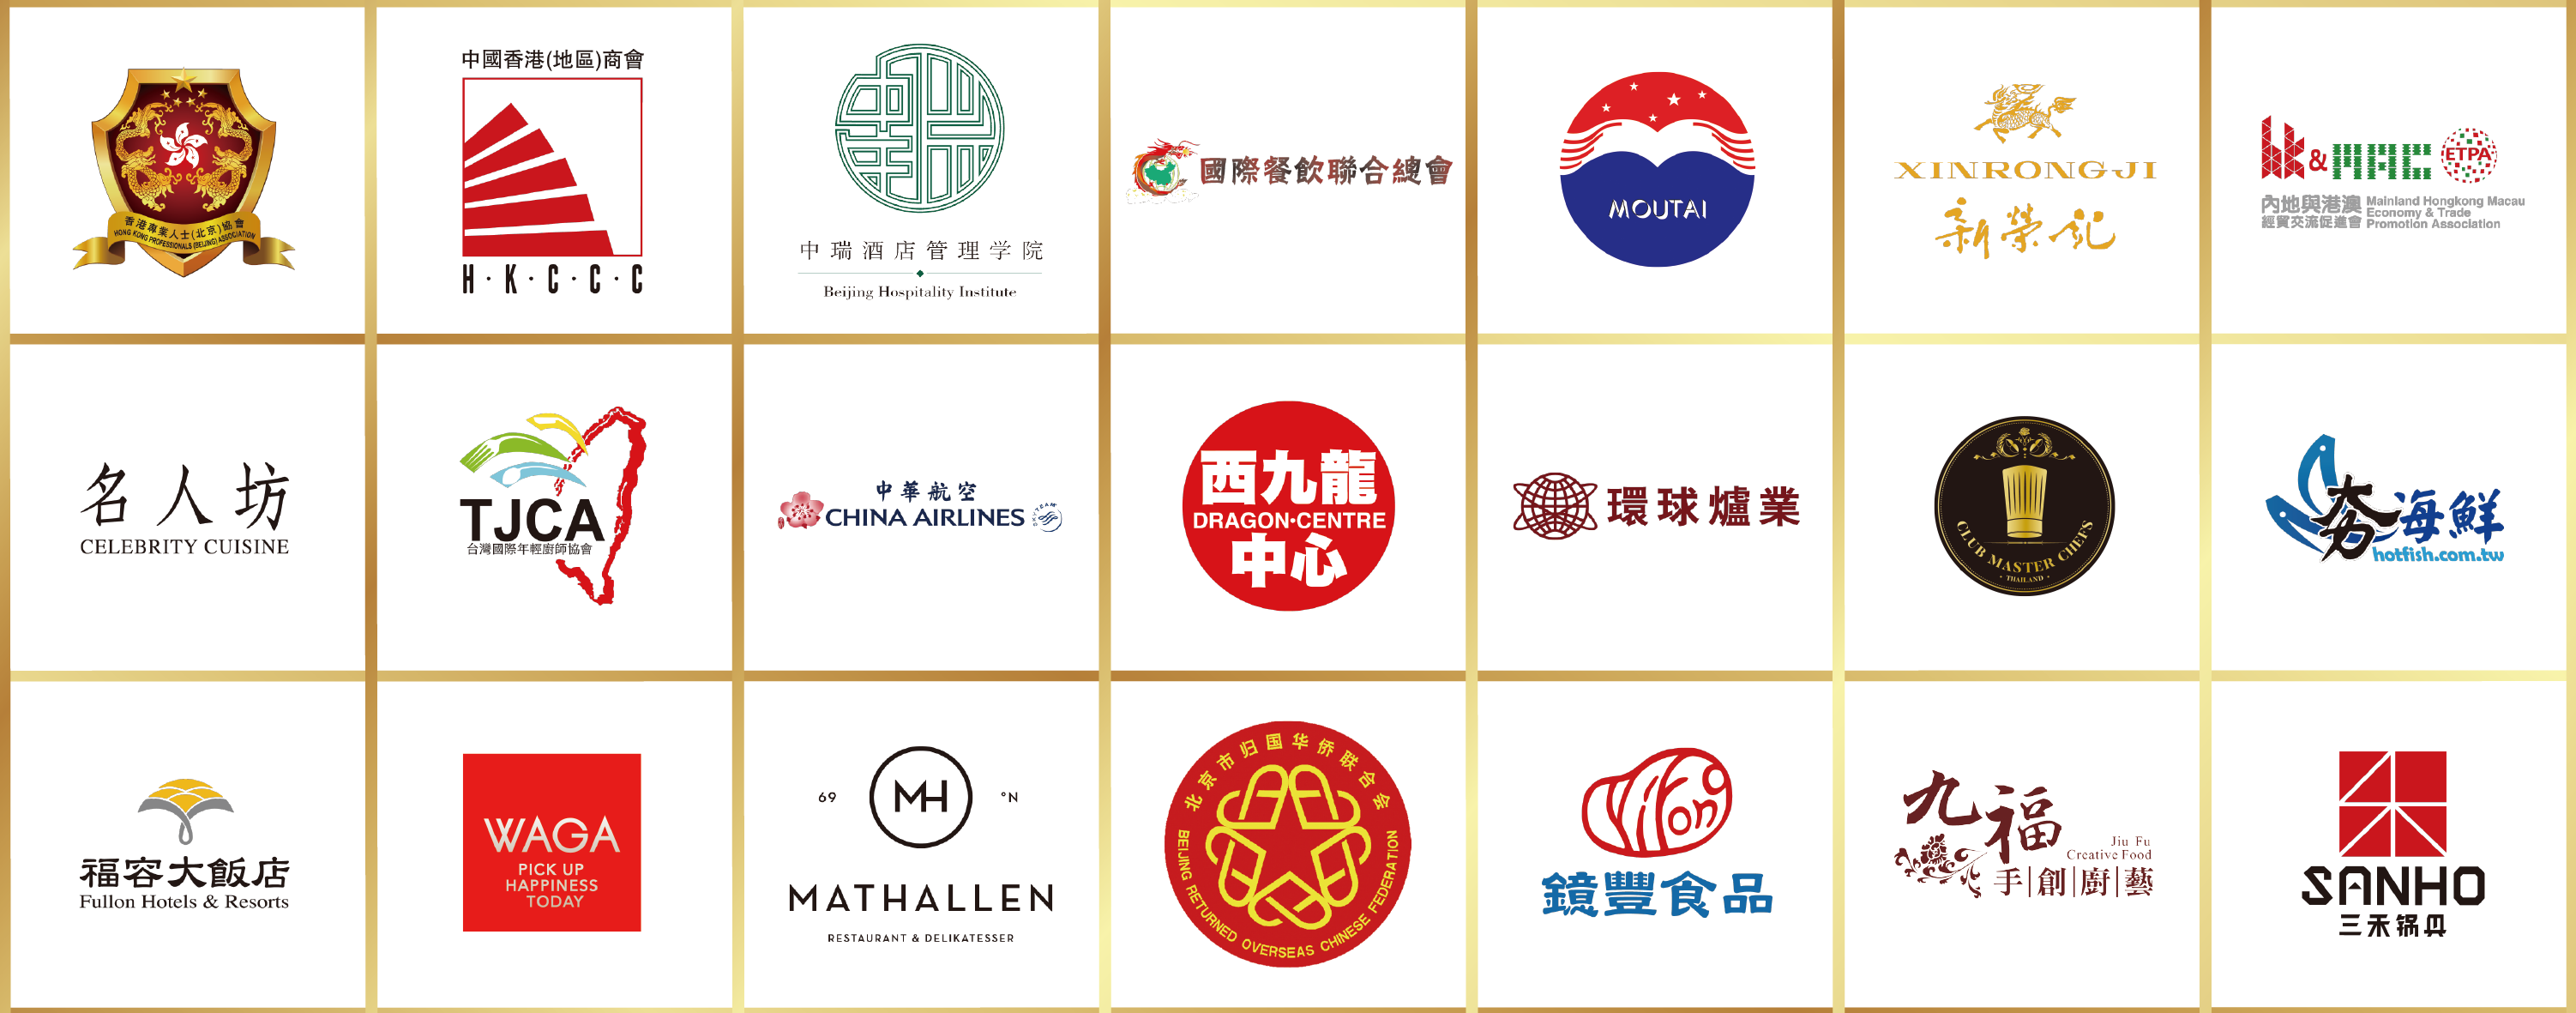 香港專業人士(北京)協會
HONG KONG PROFESSIONALS (BEIJING) ASSOCIATION
中國香港(地區)商會
H·K·C·C·C
中瑞酒店管理学院
Beijing Hospitality Institute
國際餐飲聯合總會
MOUTAI
XINRONGJI
新榮記
HK&MAC ETPA
內地與港澳
經貿交流促進會
Mainland Hongkong Macau
Economy & Trade
Promotion Association
名人坊
CELEBRITY CUISINE
TJCA
台灣國際年輕廚師協會
中華航空
CHINA AIRLINES
SKYTEAM
西九龍
DRAGON·CENTRE
中心
環球爐業
CLUB MASTER CHEFS
·THAILAND·
夯海鮮
hotfish.com.tw
福容大飯店
Fullon Hotels & Resorts
WAGA
PICK UP
HAPPINESS
TODAY
69 MH °N
MATHALLEN
RESTAURANT & DELIKATESSER
北京市归国华侨联合会
BEIJING RETURNED OVERSEAS CHINESE FEDERATION
鏡豐食品
九福
Jiu Fu
Creative Food
手|創|廚|藝
SANHO
三禾锅具